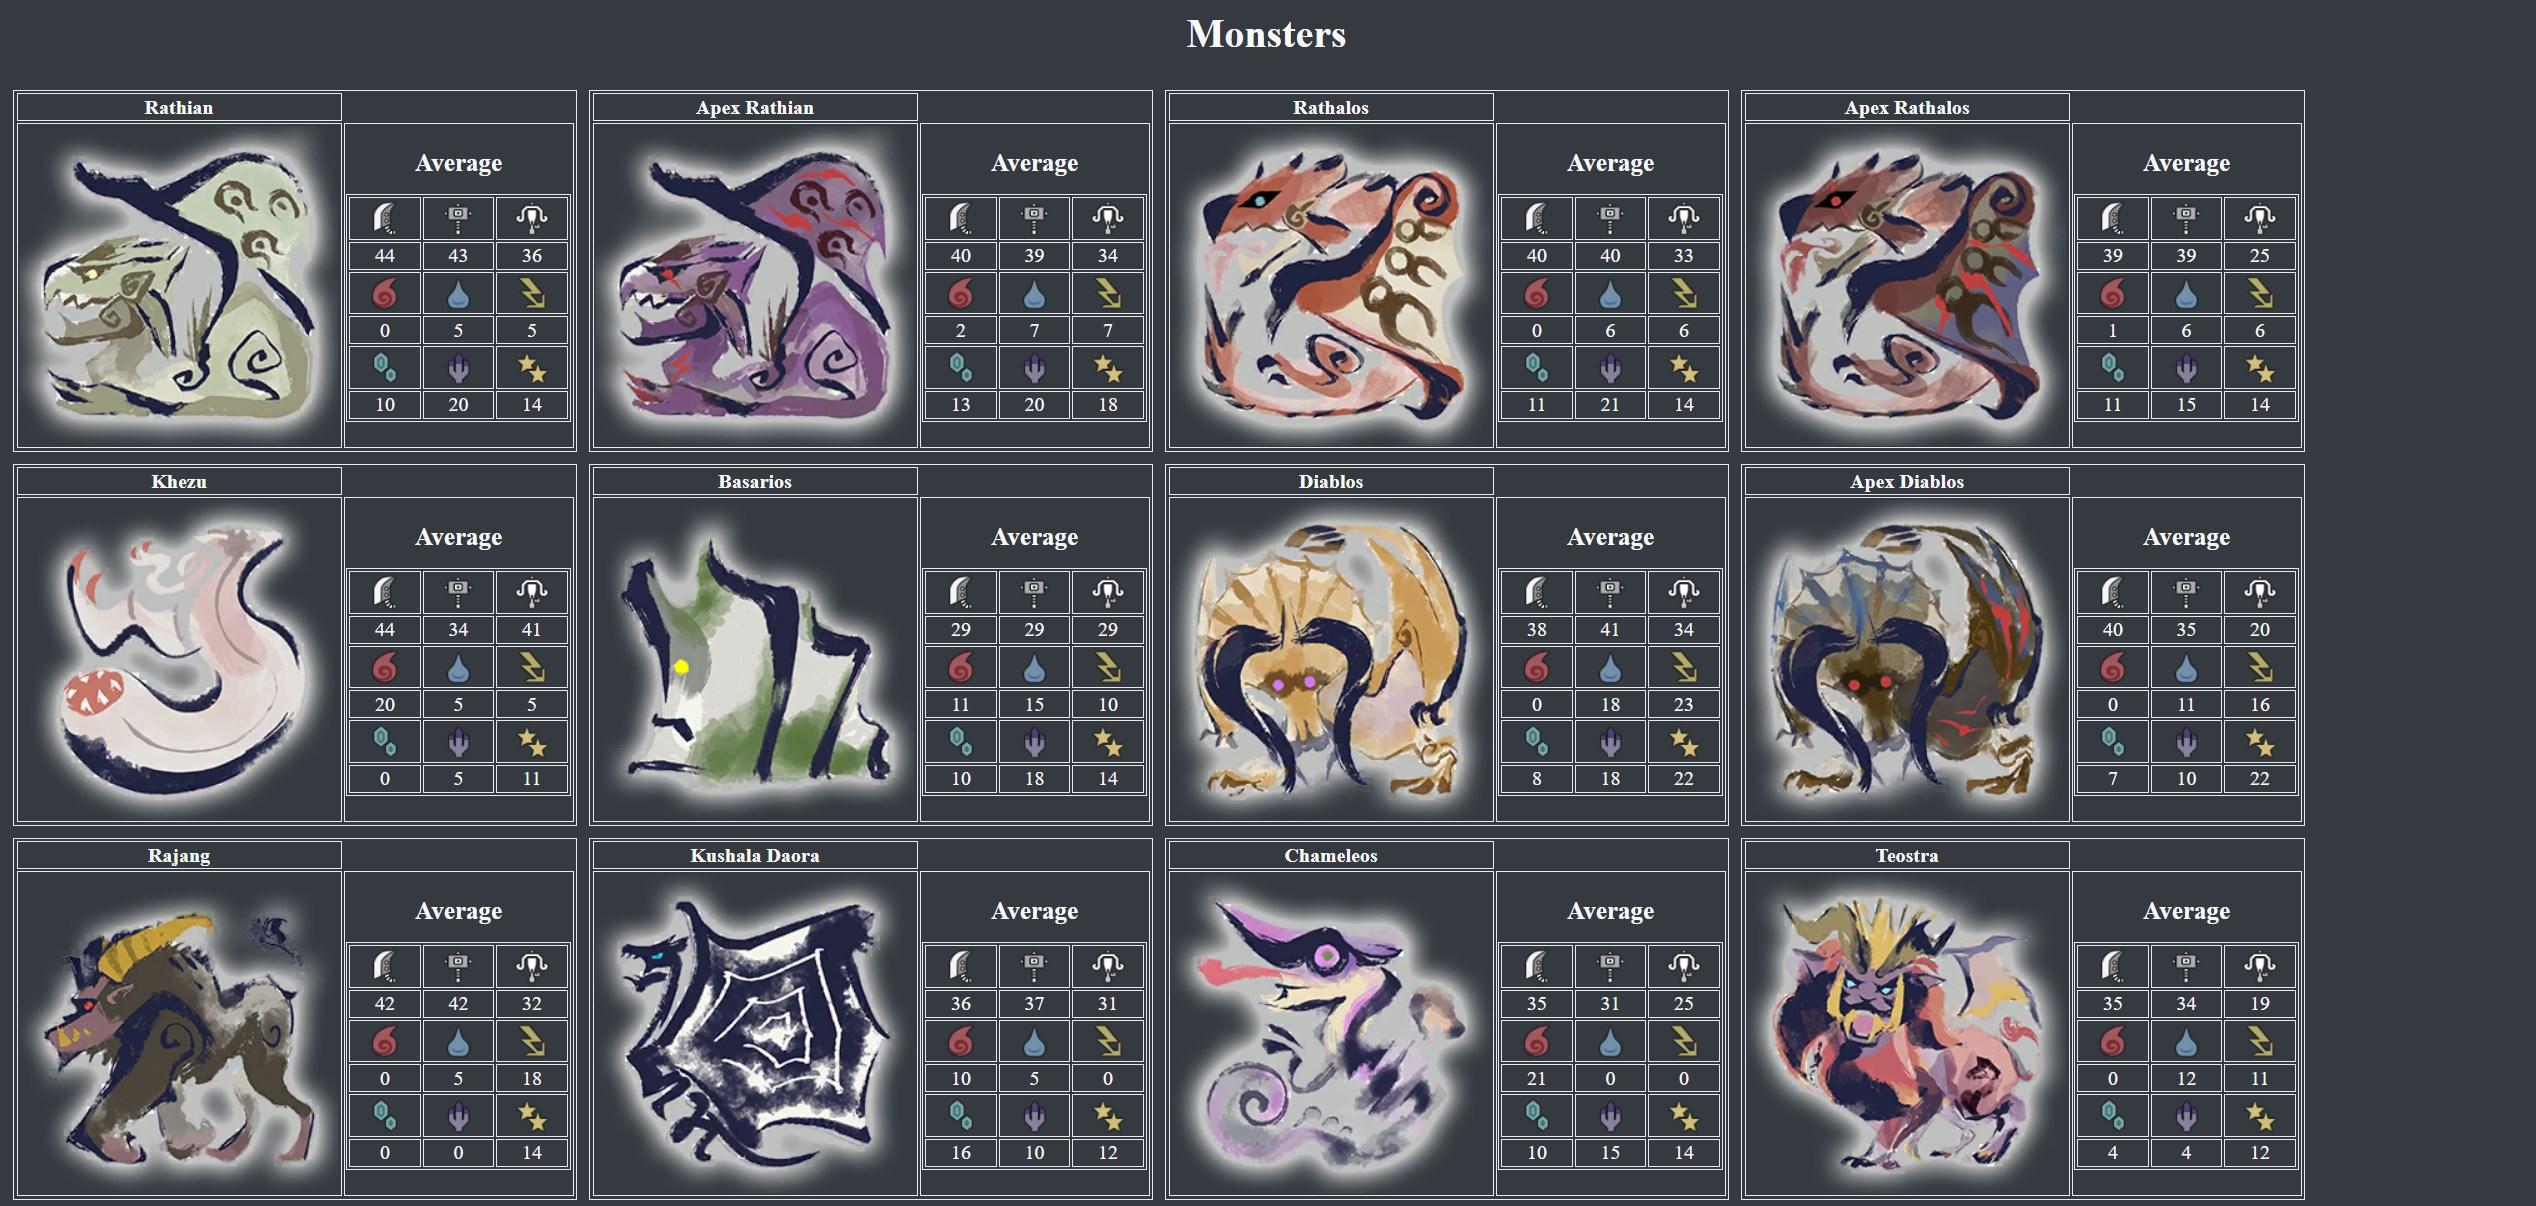 Monsters
Rathian
Average
44 43 36
0 5 5
10 20 14
Apex Rathian
Average
40 39 34
2 7 7
13 20 18
Rathalos
Average
40 40 33
0 6 6
11 21 14
Apex Rathalos
Average
39 39 25
1 6 6
11 15 14
Khezu
Average
44 34 41
20 5 5
0 5 11
Basarios
Average
29 29 29
11 15 10
10 18 14
Diablos
Average
38 41 34
0 18 23
8 18 22
Apex Diablos
Average
40 35 20
0 11 16
7 10 22
Rajang
Average
42 42 32
0 5 18
0 0 14
Kushala Daora
Average
36 37 31
10 5 0
16 10 12
Chameleos
Average
35 31 25
21 0 0
10 15 14
Teostra
Average
35 34 19
0 12 11
4 4 12